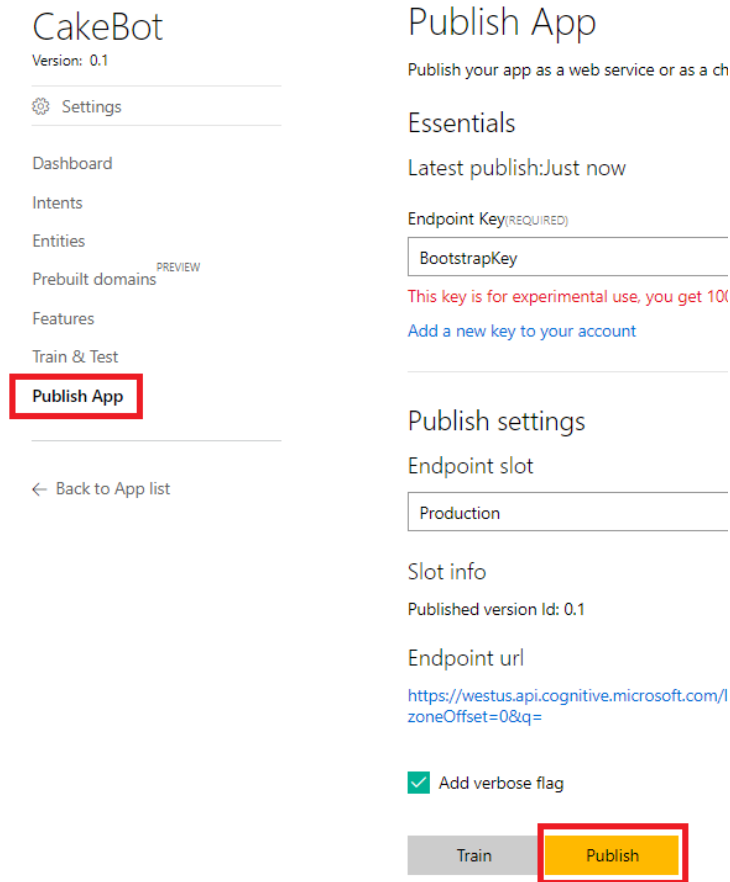 CakeBot
Version: 0.1
Settings
Dashboard
Intents
Entities
Prebuilt domains PREVIEW
Features
Train & Test
Publish App
← Back to App list
Publish App
Publish your app as a web service or as a ch
Essentials
Latest publish:Just now
Endpoint Key(REQUIRED)
BootstrapKey
This key is for experimental use, you get 100
Add a new key to your account
Publish settings
Endpoint slot
Production
Slot info
Published version Id: 0.1
Endpoint url
https://westus.api.cognitive.microsoft.com/l
zoneOffset=0&q=
Add verbose flag
Train
Publish